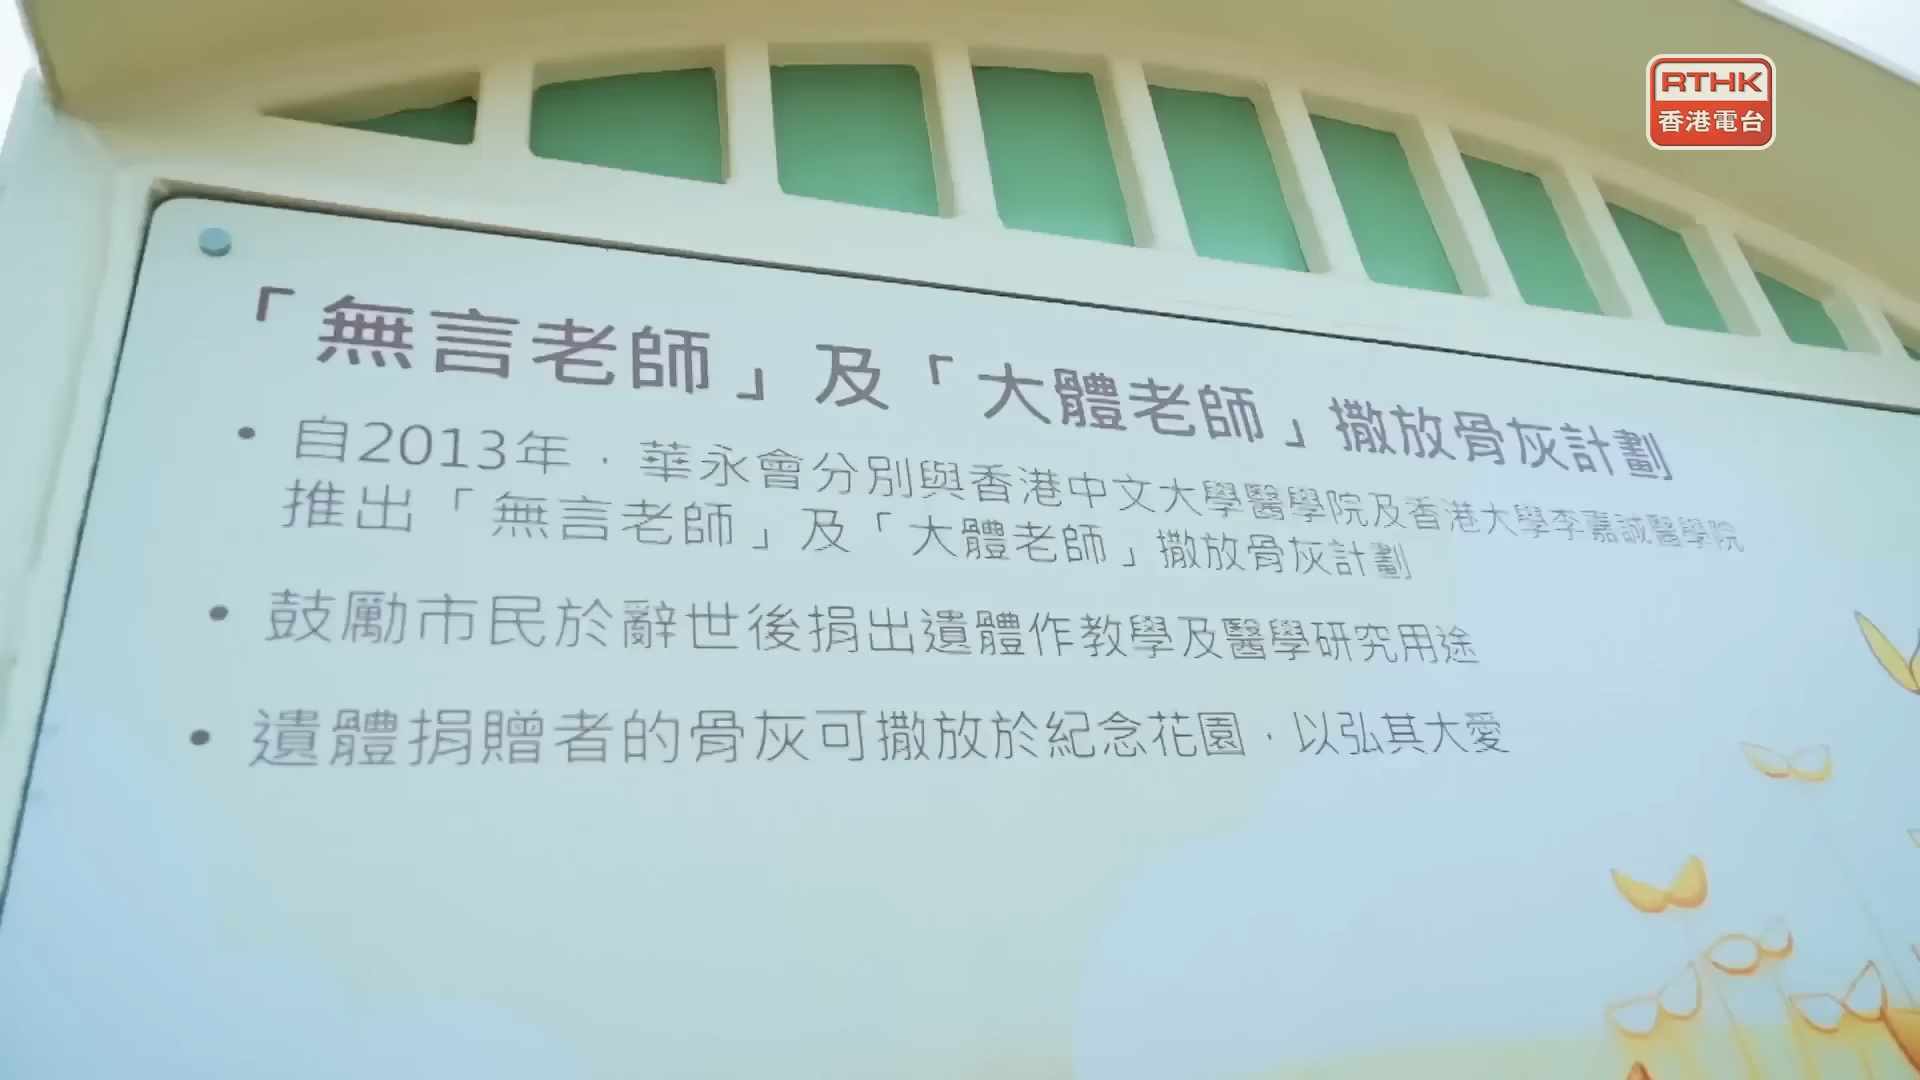 RTHK
香港電台
「無言老師」及「大體老師」撒放骨灰計劃
• 自2013年，華永會分別與香港中文大學醫學院及香港大學李嘉誠醫學院
推出「無言老師」及「大體老師」撒放骨灰計劃
• 鼓勵市民於辭世後捐出遺體作教學及醫學研究用途
• 遺體捐贈者的骨灰可撒放於紀念花園，以弘其大愛